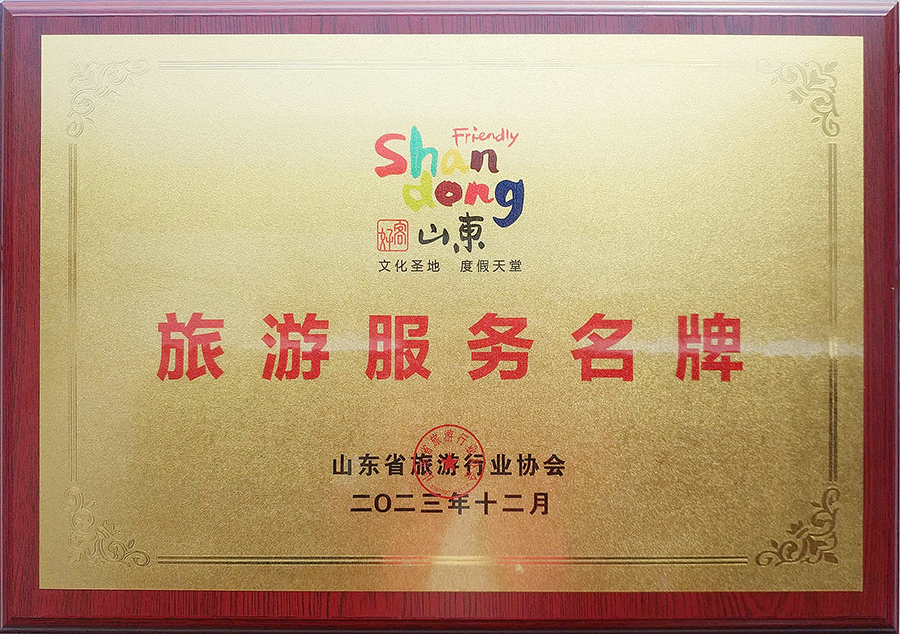 Friendly
Shan
dong
好客 山東
文化圣地 度假天堂
旅游服务名牌
山东省旅游行业协会
二〇二三年十二月